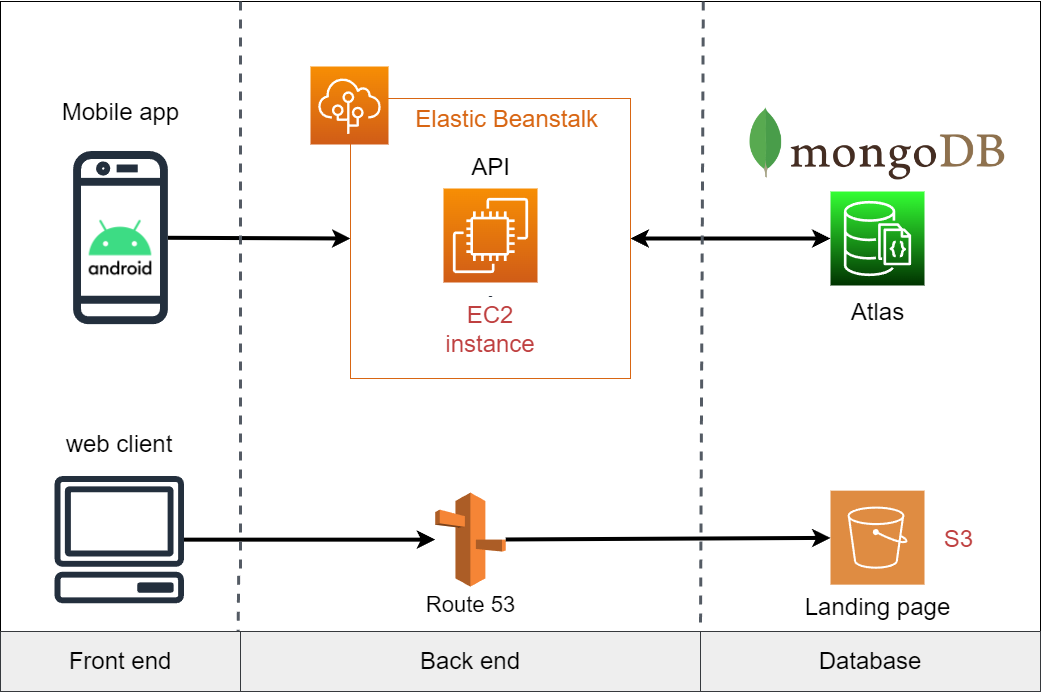 Mobile app
android
Elastic Beanstalk
API
EC2
instance
mongoDB
{}
Atlas
web client
Route 53
S3
Landing page
Front end
Back end
Database